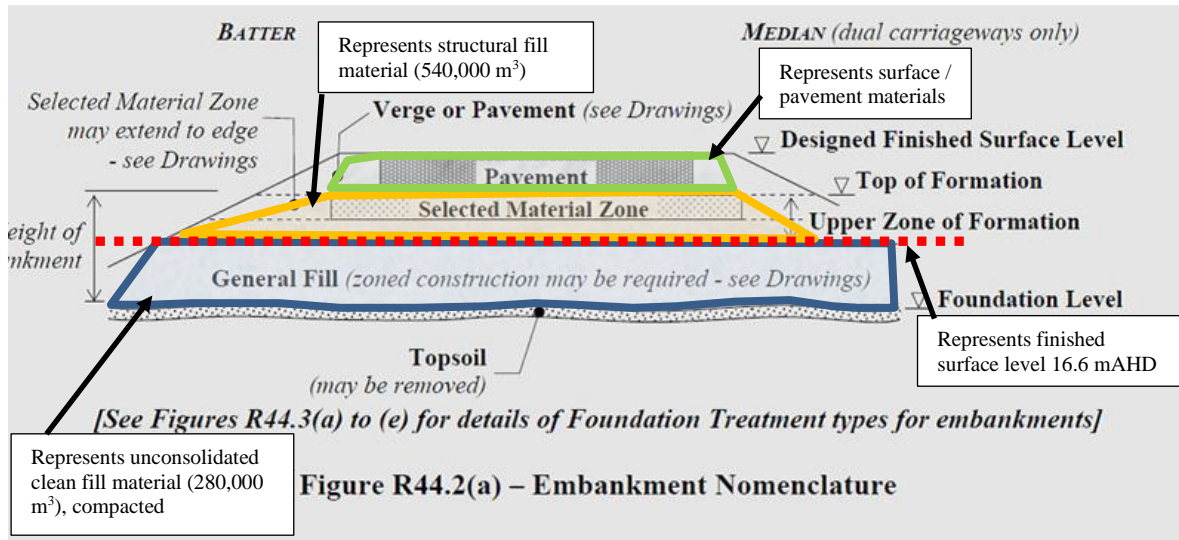 BATTER
MEDIAN (dual carriageways only)
Represents structural fill
material (540,000 m³)
Represents surface /
pavement materials
Selected Material Zone
may extend to edge
- see Drawings
Verge or Pavement (see Drawings)
Designed Finished Surface Level
Pavement
Top of Formation
Selected Material Zone
Upper Zone of Formation
of
General Fill (zoned construction may be required - see Drawings)
Foundation Level
Topsoil
(may be removed)
Represents finished
surface level 16.6 mAHD
[See Figures R44.3(a) to (e) for details of Foundation Treatment types for embankments]
Represents unconsolidated
clean fill material (280,000
m³), compacted
Figure R44.2(a) – Embankment Nomenclature